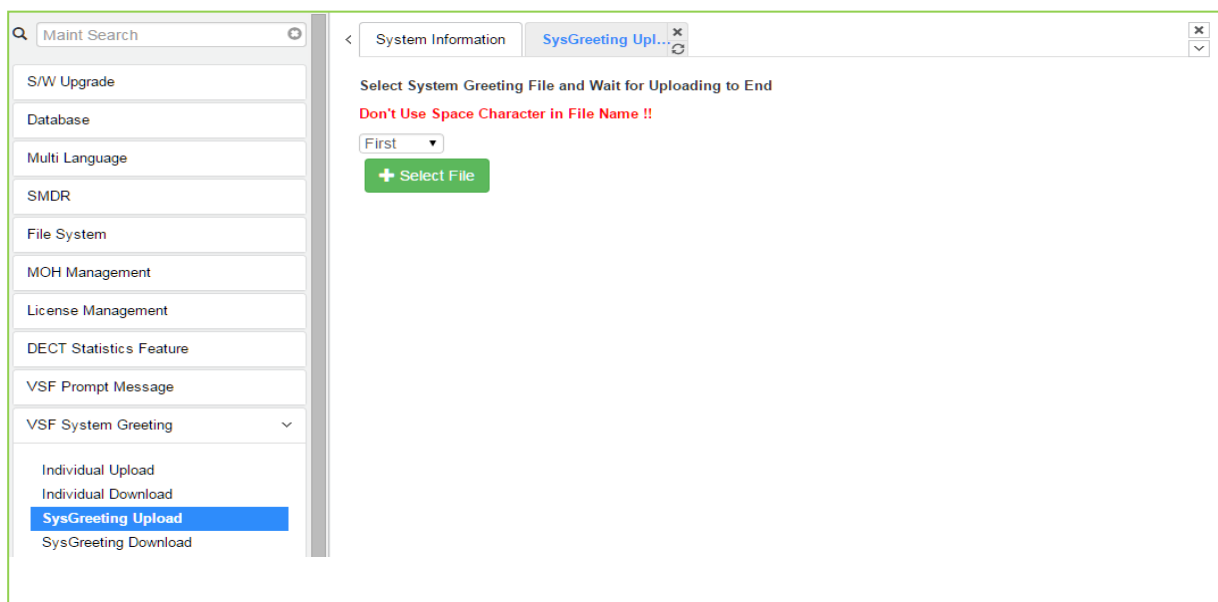 Maint Search
S/W Upgrade
Database
Multi Language
SMDR
File System
MOH Management
License Management
DECT Statistics Feature
VSF Prompt Message
VSF System Greeting
Individual Upload
Individual Download
SysGreeting Upload
SysGreeting Download
System Information
SysGreeting Upl...
Select System Greeting File and Wait for Uploading to End
Don't Use Space Character in File Name !!
First
Select File